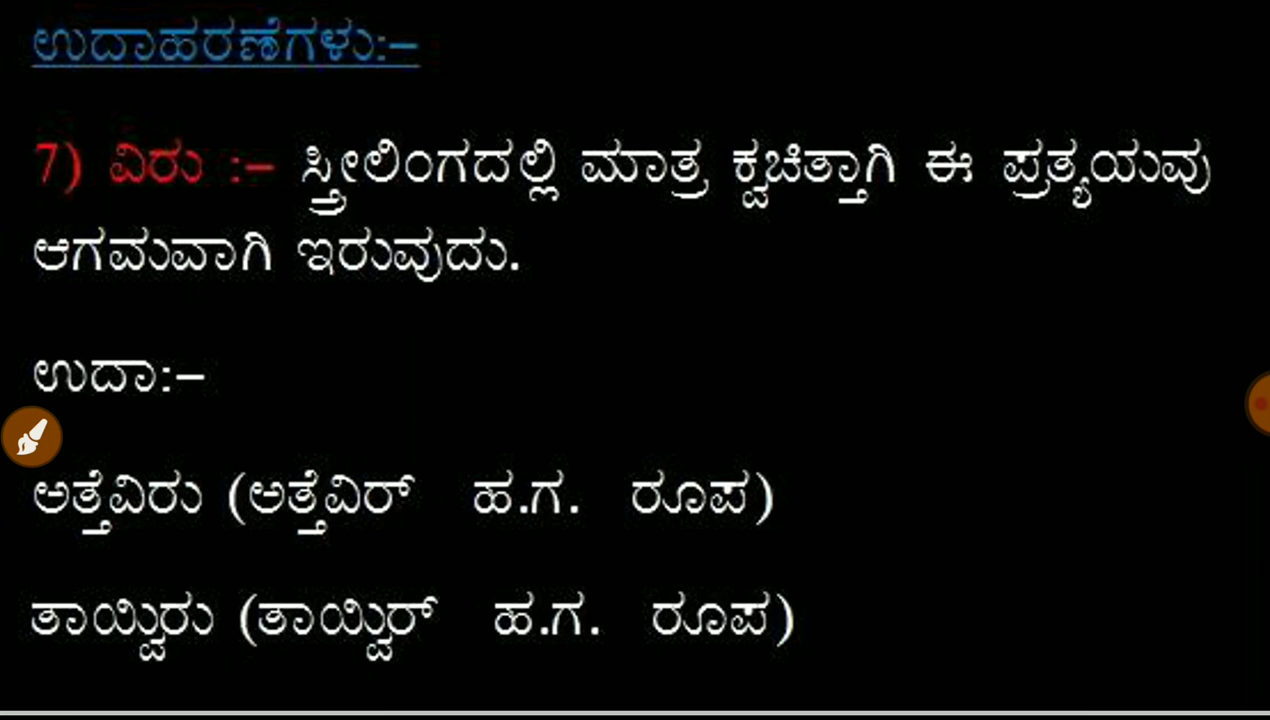 ಉದಾಹರಣೆಗಳು:–
7) ವಿರು :– ಸ್ತ್ರೀಲಿಂಗದಲ್ಲಿ ಮಾತ್ರ ಕ್ವಚಿತ್ತಾಗಿ ಈ ಪ್ರತ್ಯಯವು
ಆಗಮವಾಗಿ ಇರುವುದು.
ಉದಾ:–
ಅತ್ತೆವಿರು (ಅತ್ತೆವಿರ್ ಹ.ಗ. ರೂಪ)
ತಾಯ್ವಿರು (ತಾಯ್ವಿರ್ ಹ.ಗ. ರೂಪ)